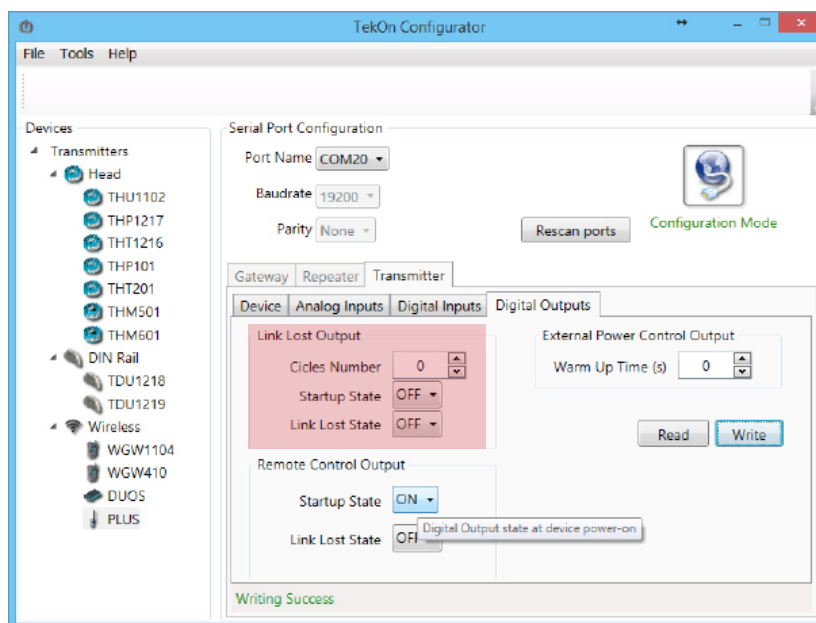 TekOn Configurator
File Tools Help
Devices
Transmitters
Head
THU1102
THP1217
THT1216
THP101
THT201
THM501
THM601
DIN Rail
TDU1218
TDU1219
Wireless
WGW1104
WGW410
DUOS
PLUS
Serial Port Configuration
Port Name COM20
Baudrate 19200
Parity None
Rescan ports
Configuration Mode
Gateway Repeater Transmitter
Device Analog Inputs Digital Inputs Digital Outputs
Link Lost Output
Cicles Number 0
Startup State OFF
Link Lost State OFF
External Power Control Output
Warm Up Time (s) 0
Read Write
Remote Control Output
Startup State ON
Digital Output state at device power-on
Link Lost State OFF
Writing Success